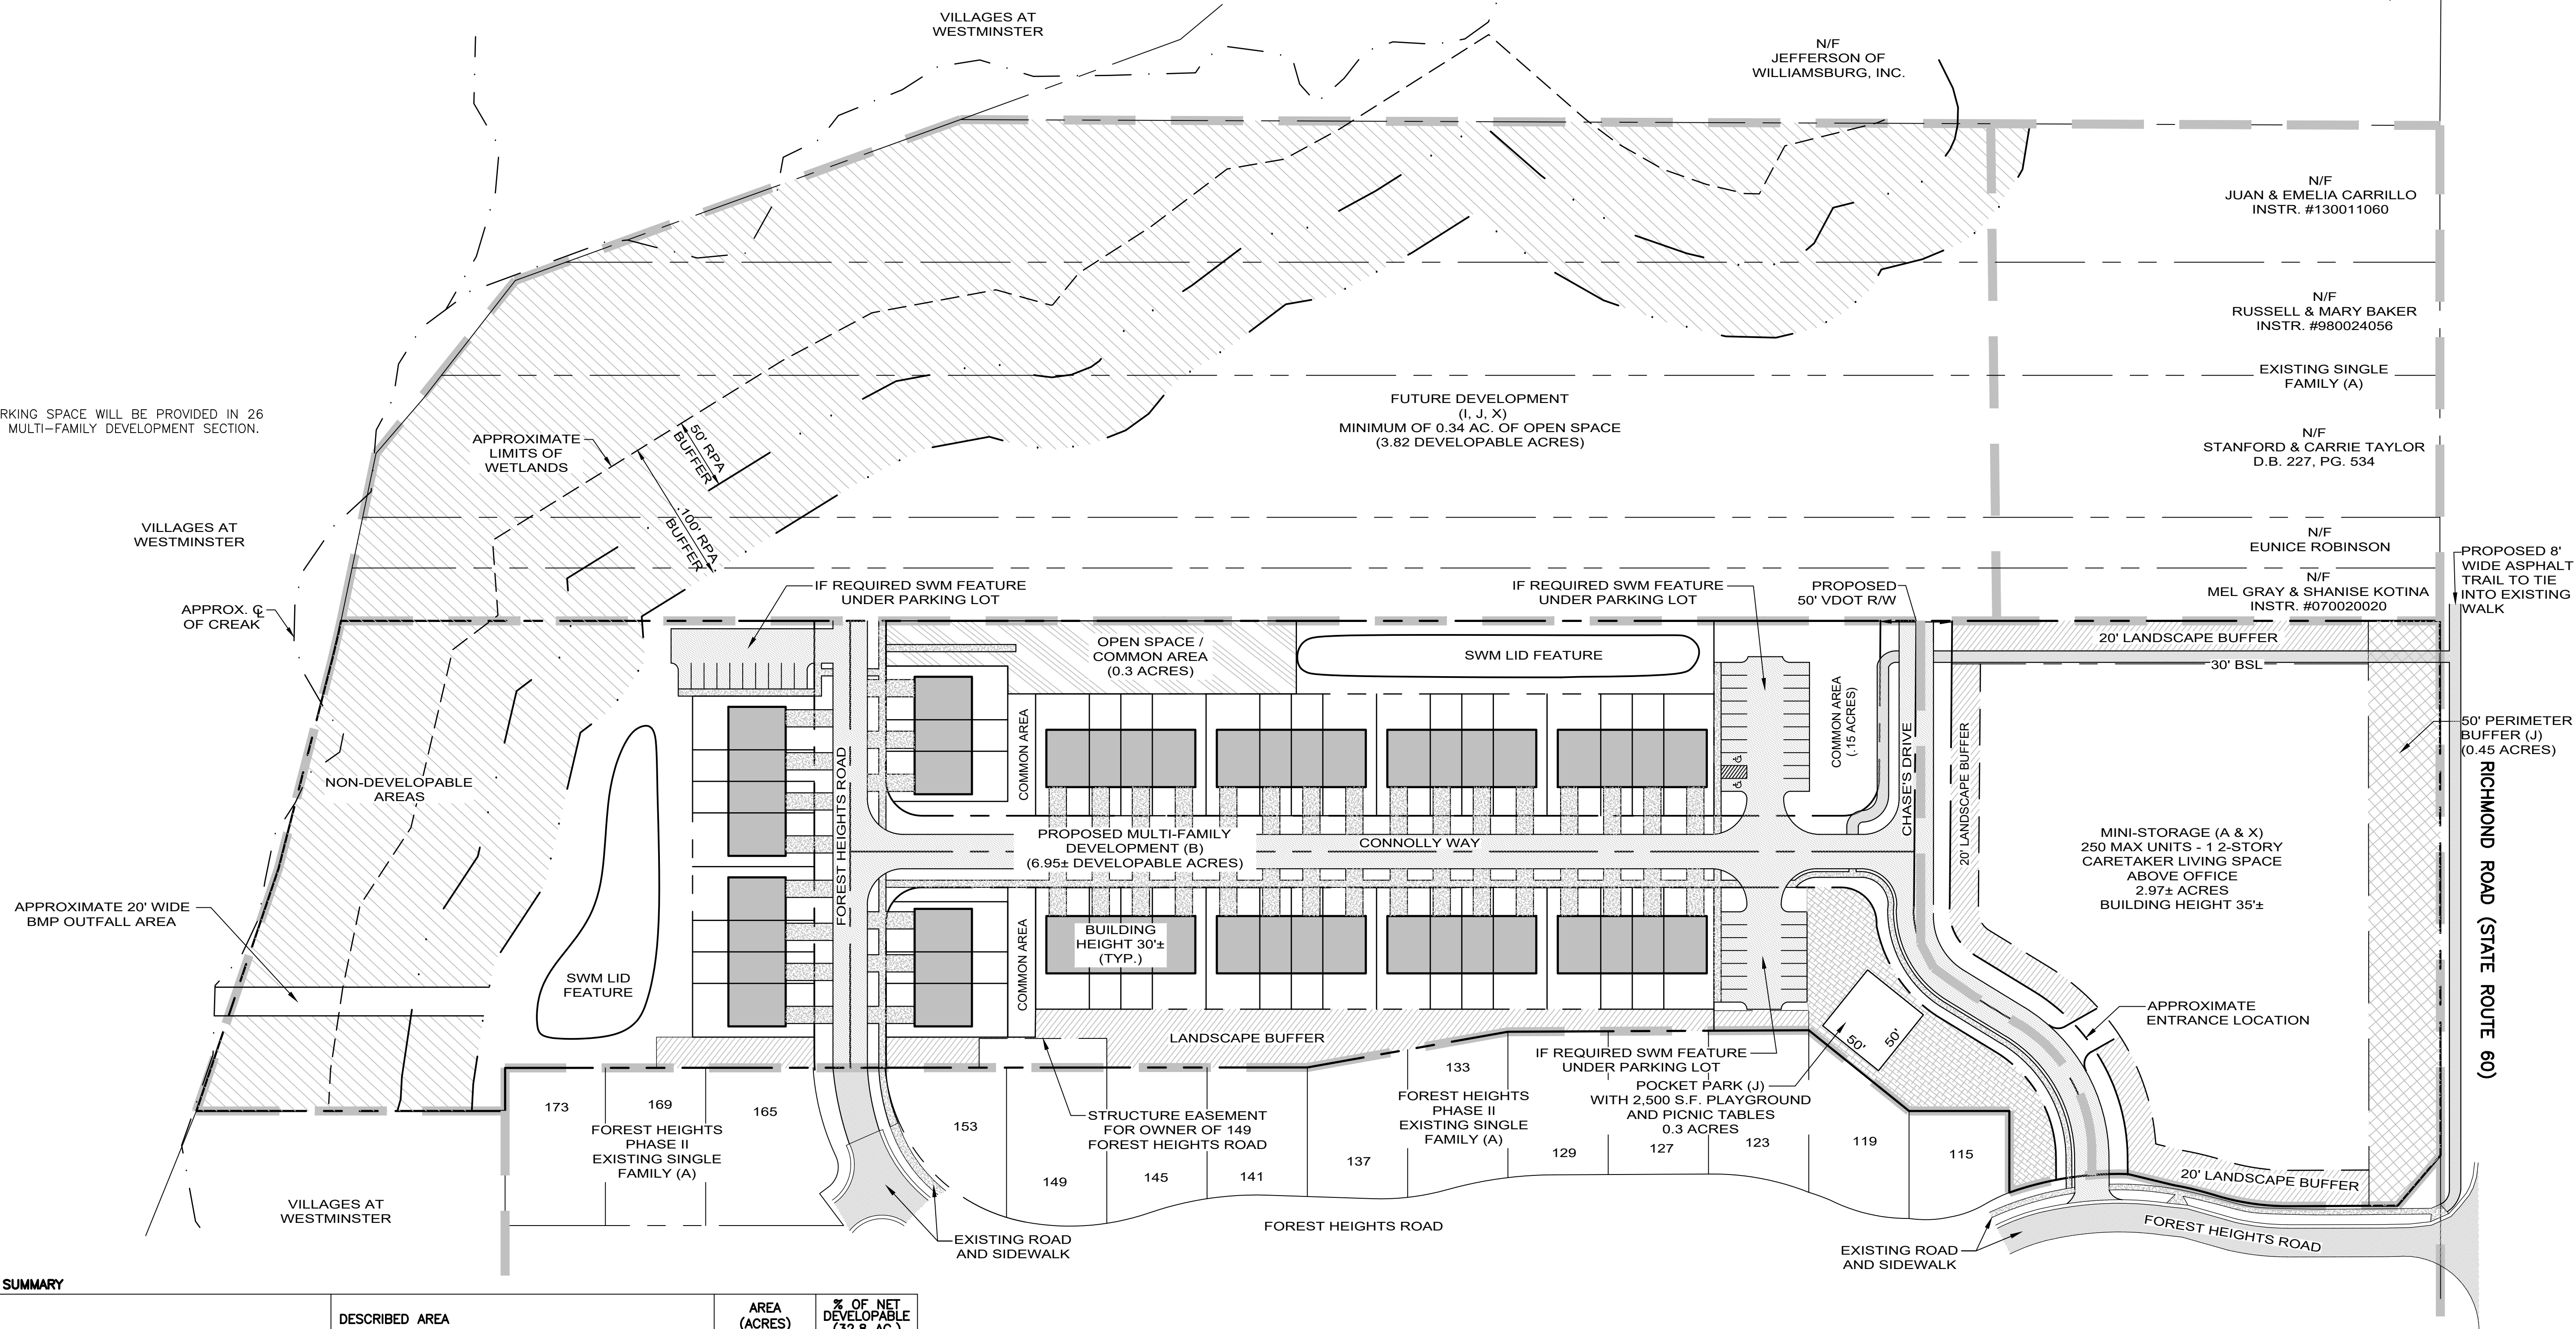 VILLAGES AT
WESTMINSTER
N/F
JEFFERSON OF
WILLIAMSBURG, INC.
N/F
JUAN & EMELIA CARRILLO
INSTR. #130011060
N/F
RUSSELL & MARY BAKER
INSTR. #980024056
EXISTING SINGLE
FAMILY (A)
N/F
STANFORD & CARRIE TAYLOR
D.B. 227, PG. 534
N/F
EUNICE ROBINSON
N/F
MEL GRAY & SHANISE KOTINA
INSTR. #070020020
FUTURE DEVELOPMENT
(I, J, X)
MINIMUM OF 0.34 AC. OF OPEN SPACE
(3.82 DEVELOPABLE ACRES)
RKING SPACE WILL BE PROVIDED IN 26
MULTI-FAMILY DEVELOPMENT SECTION.
APPROXIMATE
LIMITS OF
WETLANDS
50' RPA
BUFFER
100' RPA
BUFFER
VILLAGES AT
WESTMINSTER
APPROX. ℄
OF CREAK
IF REQUIRED SWM FEATURE
UNDER PARKING LOT
IF REQUIRED SWM FEATURE
UNDER PARKING LOT
PROPOSED
50' VDOT R/W
PROPOSED 8'
WIDE ASPHALT
TRAIL TO TIE
INTO EXISTING
WALK
OPEN SPACE /
COMMON AREA
(0.3 ACRES)
SWM LID FEATURE
20' LANDSCAPE BUFFER
30' BSL
COMMON AREA
COMMON AREA
(.15 ACRES)
CHASE'S DRIVE
20' LANDSCAPE BUFFER
50' PERIMETER
BUFFER (J)
(0.45 ACRES)
RICHMOND ROAD (STATE ROUTE 60)
NON-DEVELOPABLE
AREAS
FOREST HEIGHTS ROAD
PROPOSED MULTI-FAMILY
DEVELOPMENT (B)
(6.95± DEVELOPABLE ACRES)
CONNOLLY WAY
MINI-STORAGE (A & X)
250 MAX UNITS - 1 2-STORY
CARETAKER LIVING SPACE
ABOVE OFFICE
2.97± ACRES
BUILDING HEIGHT 35'±
APPROXIMATE 20' WIDE
BMP OUTFALL AREA
SWM LID
FEATURE
COMMON AREA
BUILDING
HEIGHT 30'±
(TYP.)
LANDSCAPE BUFFER
50'
50'
APPROXIMATE
ENTRANCE LOCATION
IF REQUIRED SWM FEATURE
UNDER PARKING LOT
POCKET PARK (J)
WITH 2,500 S.F. PLAYGROUND
AND PICNIC TABLES
0.3 ACRES
173
169
165
FOREST HEIGHTS
PHASE II
EXISTING SINGLE
FAMILY (A)
153
149
145
141
137
133
129
127
123
119
115
STRUCTURE EASEMENT
FOR OWNER OF 149
FOREST HEIGHTS ROAD
FOREST HEIGHTS
PHASE II
EXISTING SINGLE
FAMILY (A)
20' LANDSCAPE BUFFER
VILLAGES AT
WESTMINSTER
EXISTING ROAD
AND SIDEWALK
FOREST HEIGHTS ROAD
EXISTING ROAD
AND SIDEWALK
FOREST HEIGHTS ROAD
SUMMARY
DESCRIBED AREA
AREA
(ACRES)
% OF NET
DEVELOPABLE
(32.8 AC.)